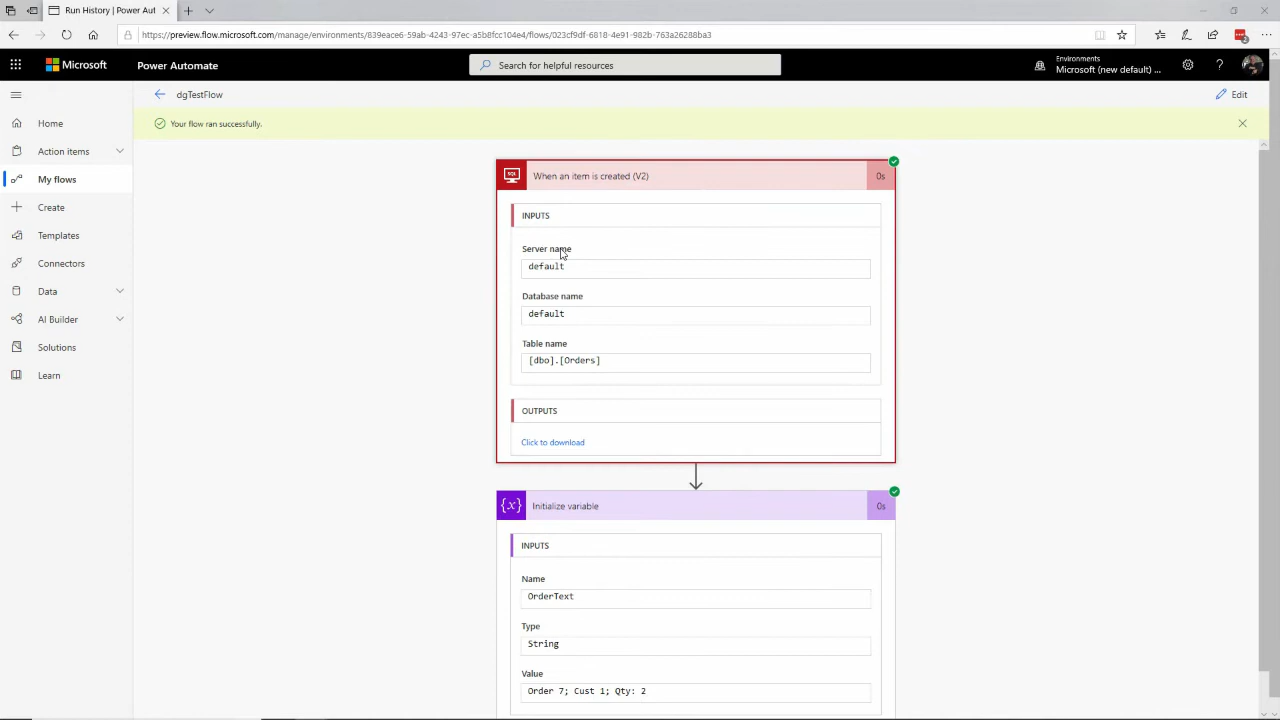 Run History | Power Aut
https://preview.flow.microsoft.com/manage/environments/839eace6-59ab-4243-97ec-a5b8fcc104e4/flows/023cf9df-6818-4e91-982b-763a26288ba3
Microsoft
Power Automate
Search for helpful resources
Environments
Microsoft (new default) ...
dgTestFlow
Edit
Your flow ran successfully.
Home
Action items
My flows
Create
Templates
Connectors
Data
AI Builder
Solutions
Learn
SQL
When an item is created (V2)
0s
INPUTS
Server name
default
Database name
default
Table name
[dbo].[Orders]
OUTPUTS
Click to download
{x}
Initialize variable
0s
INPUTS
Name
OrderText
Type
String
Value
Order 7; Cust 1; Qty: 2